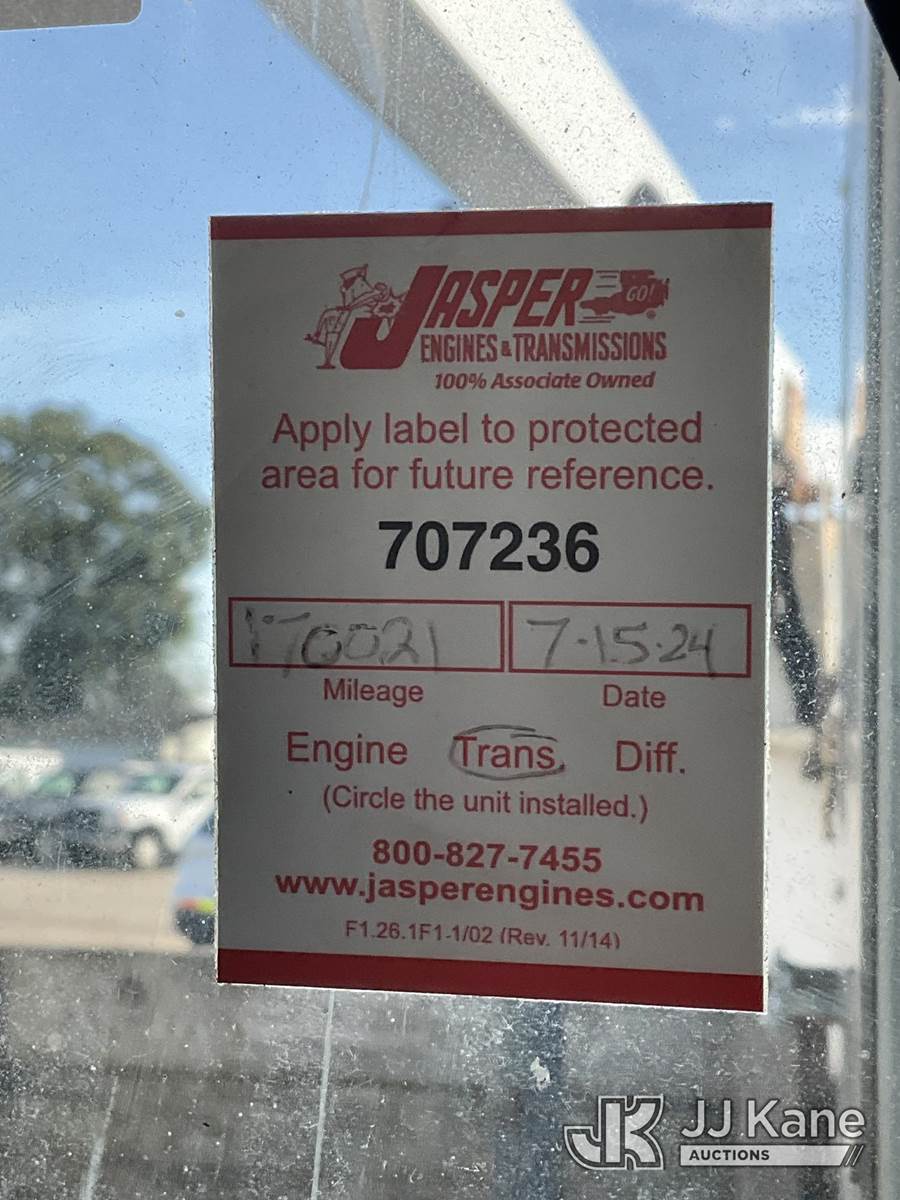 JASPER GO!
ENGINES & TRANSMISSIONS
100% Associate Owned
Apply label to protected
area for future reference.
707236
170021 7-15-24
Mileage Date
Engine Trans. Diff.
(Circle the unit installed.)
800-827-7455
www.jasperengines.com
F1.26.1F1-1/02 (Rev. 11/14)
JK JJ Kane
AUCTIONS